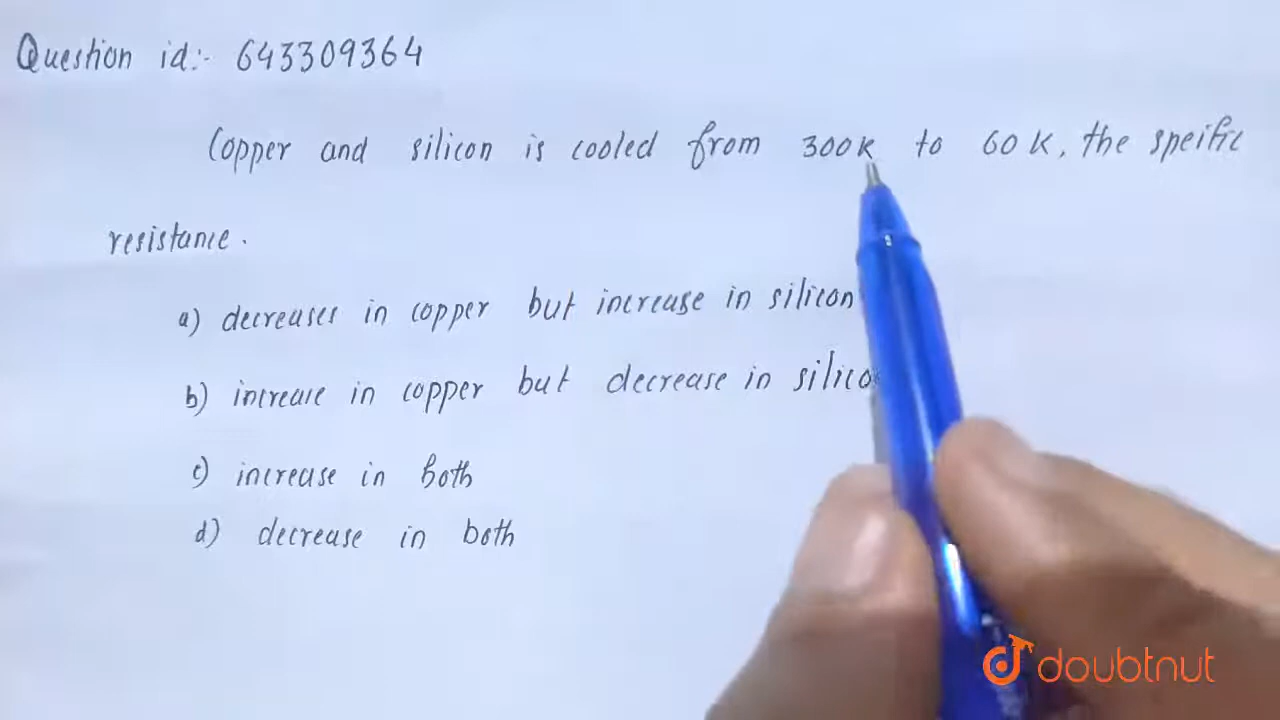 Question id:- 643309364
Copper and silicon is cooled from 300K to 60K, the speific
resistance.
a) decreases in copper but increase in silicon
b) increase in copper but decrease in silico
c) increase in both
d) decrease in both
doubtnut